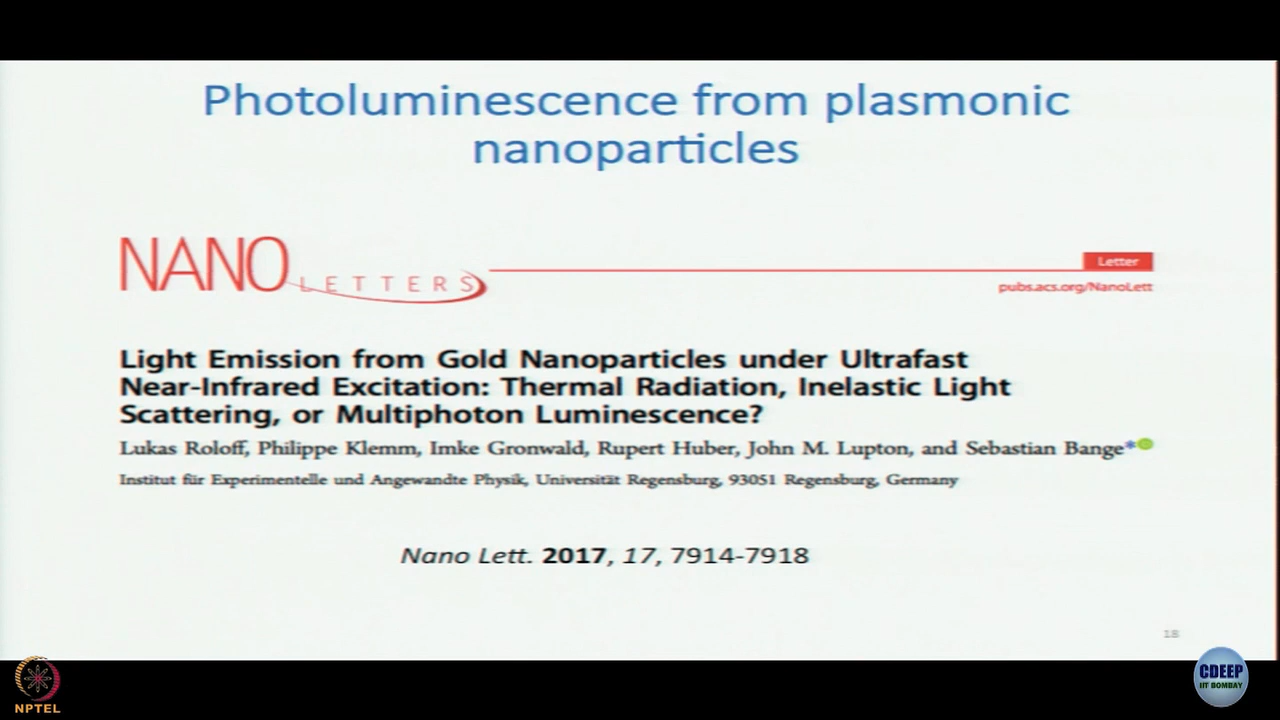 Photoluminescence from plasmonic
nanoparticles
NANO LETTERS
Letter
pubs.acs.org/NanoLett
Light Emission from Gold Nanoparticles under Ultrafast
Near-Infrared Excitation: Thermal Radiation, Inelastic Light
Scattering, or Multiphoton Luminescence?
Lukas Roloff, Philippe Klemm, Imke Gronwald, Rupert Huber, John M. Lupton, and Sebastian Bange*
Institut für Experimentelle und Angewandte Physik, Universität Regensburg, 93051 Regensburg, Germany
Nano Lett. 2017, 17, 7914-7918
18
NPTEL
CDEEP
IIT BOMBAY